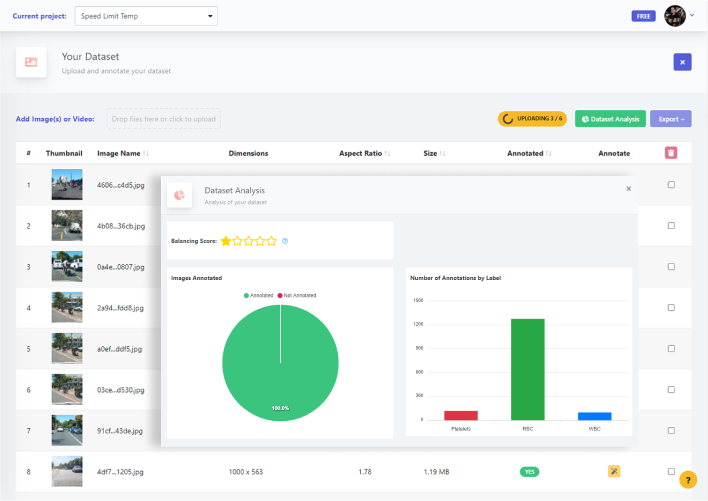 Current project: Speed Limit Temp FREE
Your Dataset
Upload and annotate your dataset
Add Image(s) or Video: Drop files here or click to upload UPLOADING 3 / 6 Dataset Analysis Export
# Thumbnail Image Name Dimensions Aspect Ratio Size Annotated Annotate
1 4606...c4d5.jpg
2 4b08...36cb.jpg
3 0a4e...0807.jpg
4 2a94...fdd8.jpg
5 a0ef...ddf5.jpg
6 03ce...d530.jpg
7 91cf...43de.jpg
8 4df7...1205.jpg 1000 x 563 1.78 1.19 MB YES
Dataset Analysis
Analysis of your dataset
Balancing Score: ?
Images Annotated
Annotated Not Annotated
100.0%
Number of Annotations by Label
1500
1200
900
600
300
0
Platelets RBC WBC
?